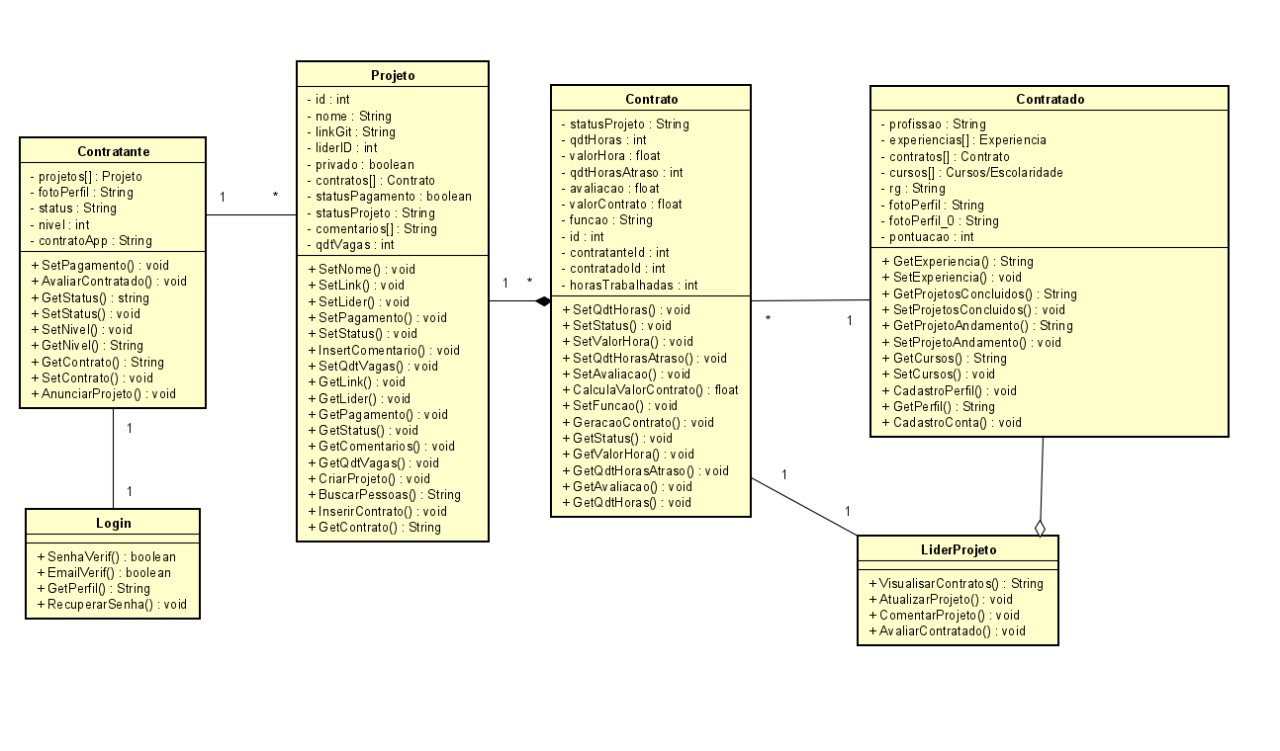 Contratante
- projetos[] : Projeto
- fotoPerfil : String
- status : String
- nivel : int
- contratoApp : String
+ SetPagamento() : void
+ AvaliarContratado() : void
+ GetStatus() : string
+ SetStatus() : void
+ SetNivel() : void
+ GetNivel() : String
+ GetContrato() : String
+ SetContrato() : void
+ AnunciarProjeto() : void
1
1
Login
+ SenhaVerif() : boolean
+ EmailVerif() : boolean
+ GetPerfil() : String
+ RecuperarSenha() : void
1
*
Projeto
- id : int
- nome : String
- linkGit : String
- liderID : int
- privado : boolean
- contratos[] : Contrato
- statusPagamento : boolean
- statusProjeto : String
- comentarios[] : String
- qdtVagas : int
+ SetNome() : void
+ SetLink() : void
+ SetLider() : void
+ SetPagamento() : void
+ SetStatus() : void
+ InsertComentario() : void
+ SetQdtVagas() : void
+ GetLink() : void
+ GetLider() : void
+ GetPagamento() : void
+ GetStatus() : void
+ GetComentarios() : void
+ GetQdtVagas() : void
+ CriarProjeto() : void
+ BuscarPessoas() : String
+ InserirContrato() : void
+ GetContrato() : String
1
*
Contrato
- statusProjeto : String
- qdtHoras : int
- valorHora : float
- qdtHorasAtraso : int
- avaliacao : float
- valorContrato : float
- funcao : String
- id : int
- contratanteId : int
- contratadoId : int
- horasTrabalhadas : int
+ SetQdtHoras() : void
+ SetStatus() : void
+ SetValorHora() : void
+ SetQdtHorasAtraso() : void
+ SetAvaliacao() : void
+ CalculaValorContrato() : float
+ SetFuncao() : void
+ GeracaoContrato() : void
+ GetStatus() : void
+ GetValorHora() : void
+ GetQdtHorasAtraso() : void
+ GetAvaliacao() : void
+ GetQdtHoras() : void
*
1
Contratado
- profissao : String
- experiencias[] : Experiencia
- contratos[] : Contrato
- cursos[] : Cursos/Escolaridade
- rg : String
- fotoPerfil : String
- fotoPerfil_0 : String
- pontuacao : int
+ GetExperiencia() : String
+ SetExperiencia() : void
+ GetProjetosConcluidos() : String
+ SetProjetosConcluidos() : void
+ GetProjetoAndamento() : String
+ SetProjetoAndamento() : void
+ GetCursos() : String
+ SetCursos() : void
+ CadastroPerfil() : void
+ GetPerfil() : String
+ CadastroConta() : void
1
1
LiderProjeto
+ VisualisarContratos() : String
+ AtualizarProjeto() : void
+ ComentarProjeto() : void
+ AvaliarContratado() : void